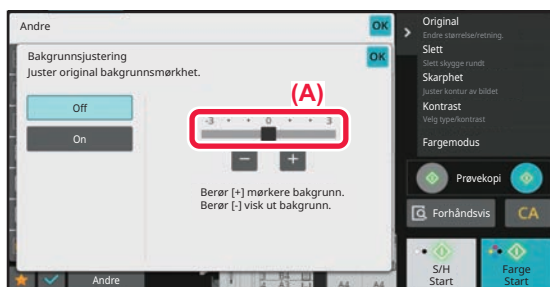 Andre
OK
Bakgrunnsjustering
OK
Juster original bakgrunnsmørkhet.
(A)
Off
On
-3 • • 0 • • 3
−
+
Berør [+] mørkere bakgrunn.
Berør [-] visk ut bakgrunn.
Andre
A4 A4
Original
Endre størrelse/retning.
Slett
Slett skygge rundt
Skarphet
Juster kontur av bildet
Kontrast
Velg type/kontrast
Fargemodus
Prøvekopi
Forhåndsvis
CA
S/H
Start
Farge
Start